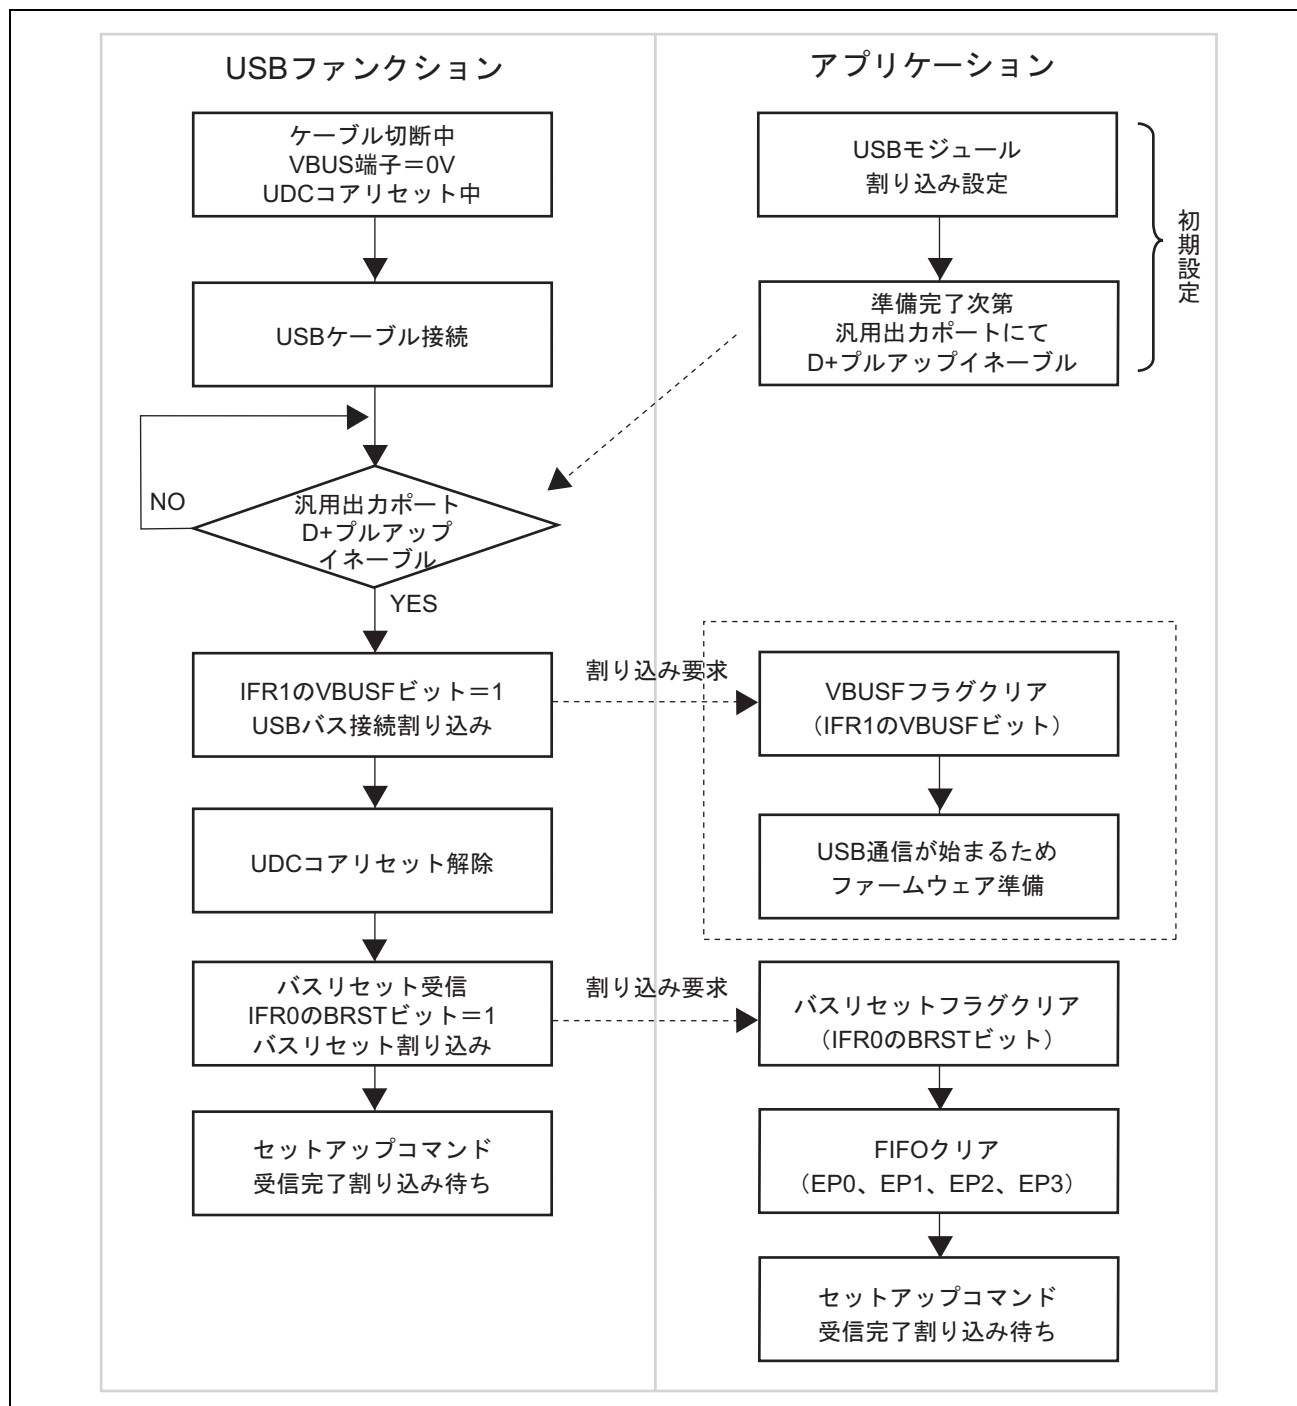 USBファンクション
ケーブル切断中
VBUS端子＝0V
UDCコアリセット中
USBケーブル接続
NO
汎用出力ポート
D+プルアップ
イネーブル
YES
IFR1のVBUSFビット＝1
USBバス接続割り込み
UDCコアリセット解除
バスリセット受信
IFR0のBRSTビット＝1
バスリセット割り込み
セットアップコマンド
受信完了割り込み待ち
割り込み要求
割り込み要求
アプリケーション
USBモジュール
割り込み設定
準備完了次第
汎用出力ポートにて
D+プルアップイネーブル
初期設定
VBUSFフラグクリア
（IFR1のVBUSFビット）
USB通信が始まるため
ファームウェア準備
バスリセットフラグクリア
（IFR0のBRSTビット）
FIFOクリア
（EP0、EP1、EP2、EP3）
セットアップコマンド
受信完了割り込み待ち